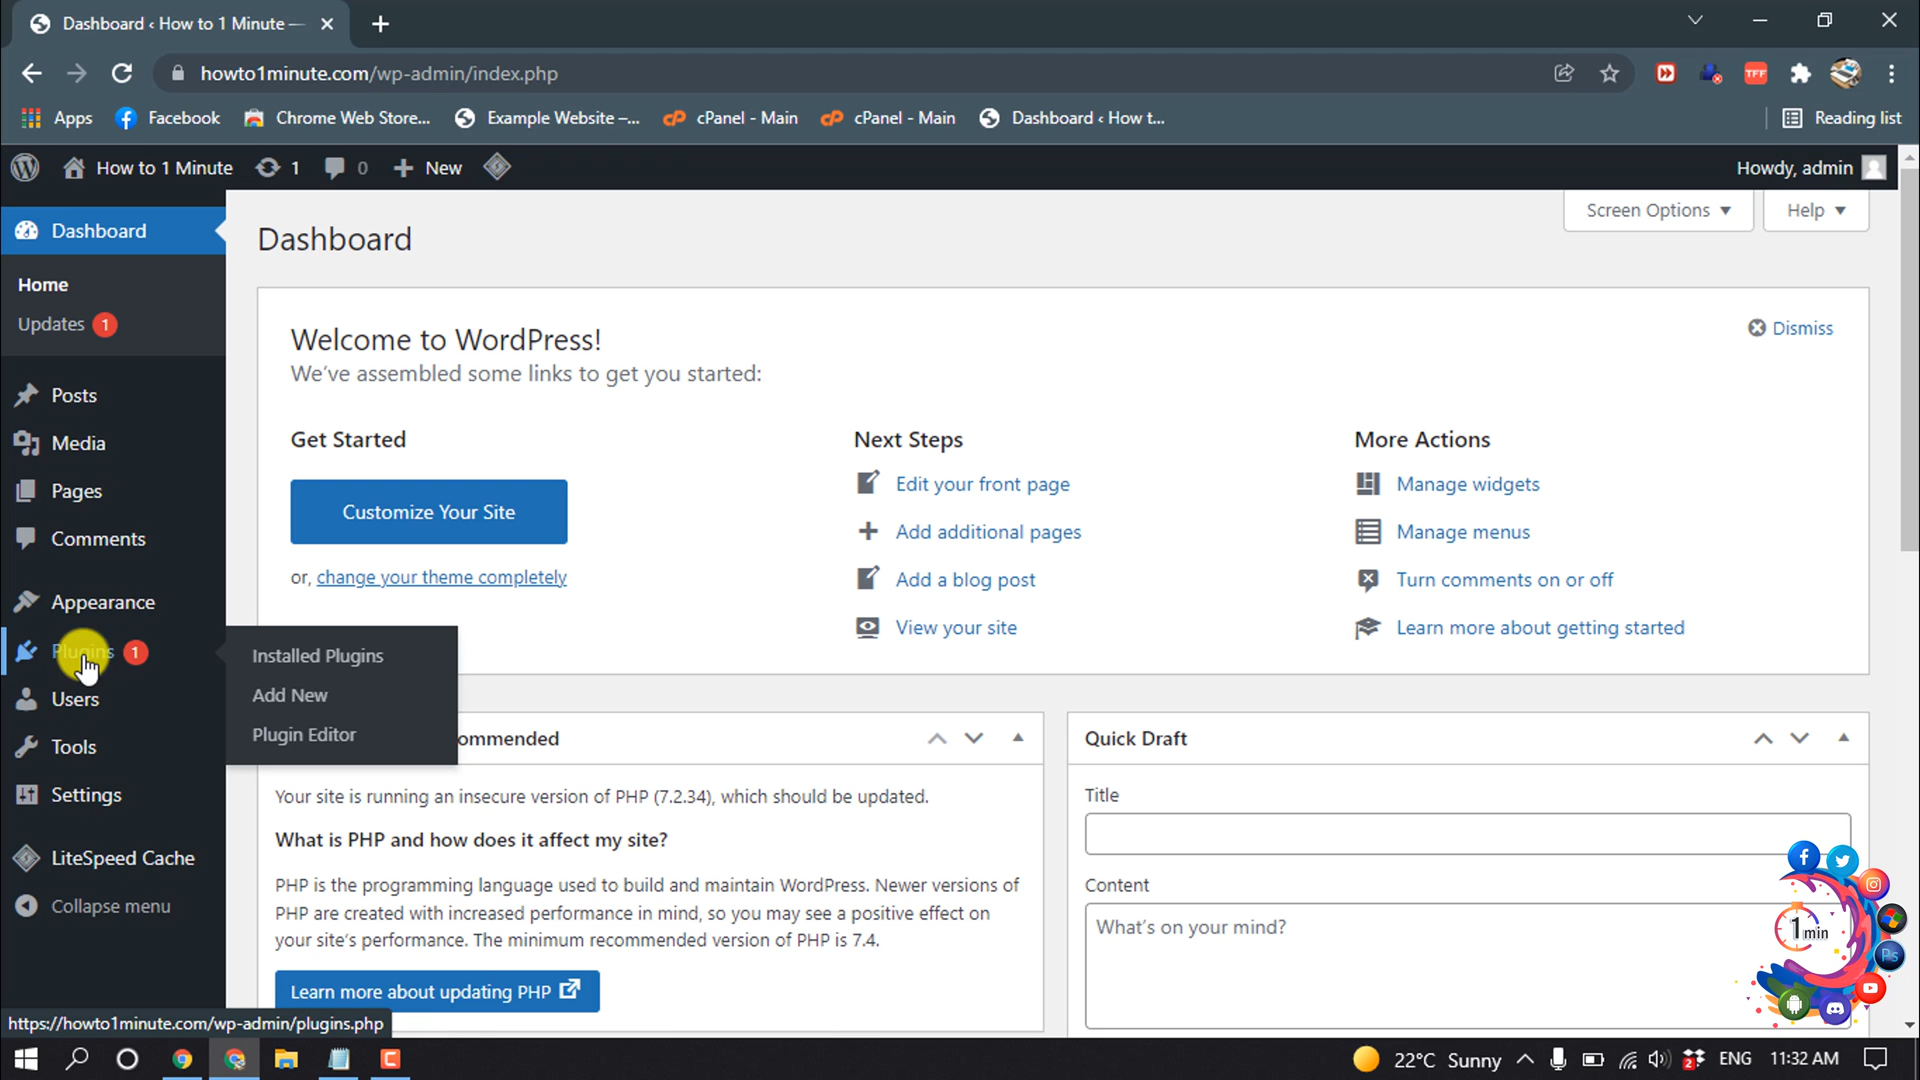 Dashboard ‹ How to 1 Minute —
howto1minute.com/wp-admin/index.php
TFF
Apps
Facebook
Chrome Web Store...
Example Website –...
cPanel - Main
cPanel - Main
Dashboard ‹ How t...
Reading list
How to 1 Minute
1
0
New
Howdy, admin
Dashboard
Home
Updates 1
Posts
Media
Pages
Comments
Appearance
Plugins 1
Users
Tools
Settings
LiteSpeed Cache
Collapse menu
Installed Plugins
Add New
Plugin Editor
Screen Options
Help
Dashboard
Welcome to WordPress!
We've assembled some links to get you started:
Dismiss
Get Started
Customize Your Site
or, change your theme completely
Next Steps
Edit your front page
Add additional pages
Add a blog post
View your site
More Actions
Manage widgets
Manage menus
Turn comments on or off
Learn more about getting started
ommended
Your site is running an insecure version of PHP (7.2.34), which should be updated.
What is PHP and how does it affect my site?
PHP is the programming language used to build and maintain WordPress. Newer versions of
PHP are created with increased performance in mind, so you may see a positive effect on
your site's performance. The minimum recommended version of PHP is 7.4.
Learn more about updating PHP
Quick Draft
Title
Content
What's on your mind?
1 min
Ps
https://howto1minute.com/wp-admin/plugins.php
22°C Sunny
2
ENG
11:32 AM